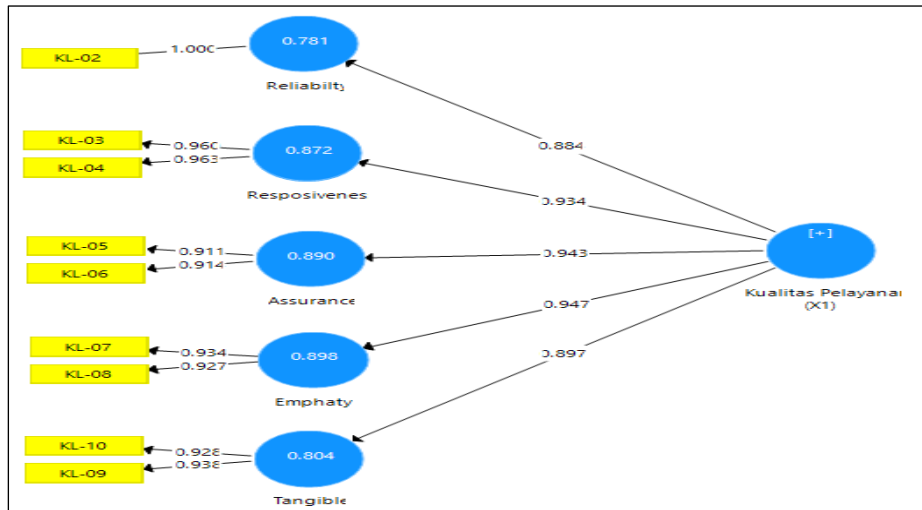 0.781
KL-02
1.000
Reliabilty
0.884
KL-03
0.960
0.872
KL-04
0.963
Resposivenes
0.934
KL-05
0.911
0.890
KL-06
0.914
Assurance
0.943
[+]
Kualitas Pelayanan
(X1)
KL-07
0.934
0.898
KL-08
0.927
Emphaty
0.947
KL-10
0.928
0.804
KL-09
0.938
Tangible
0.897